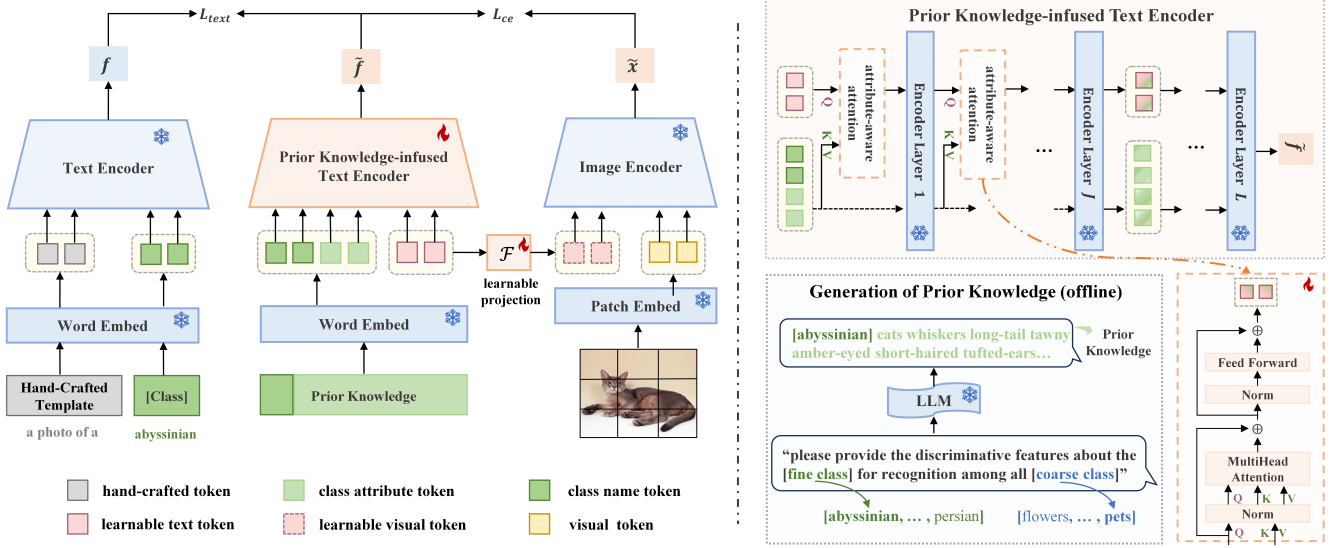 L_text
L_ce
f
f̃
x̃
Text Encoder
Prior Knowledge-infused
Text Encoder
Image Encoder
F
learnable
projection
Word Embed
Word Embed
Patch Embed
Hand-Crafted
Template
[Class]
Prior Knowledge
a photo of a
abyssinian
hand-crafted token
class attribute token
class name token
learnable text token
learnable visual token
visual token
Prior Knowledge-infused Text Encoder
Q
K
V
attribute-aware
attention
Encoder Layer 1
Q
K
V
attribute-aware
attention
...
...
Encoder Layer J
...
...
Encoder Layer L
f̃
Generation of Prior Knowledge (offline)
[abyssinian] cats whiskers long-tail tawny
amber-eyed short-haired tufted-ears...
Prior
Knowledge
LLM
“please provide the discriminative features about the
[fine class] for recognition among all [coarse class]”
[abyssinian, ... , persian]
[flowers, ... , pets]
Feed Forward
Norm
MultiHead
Attention
Q K V
Norm
Q K V